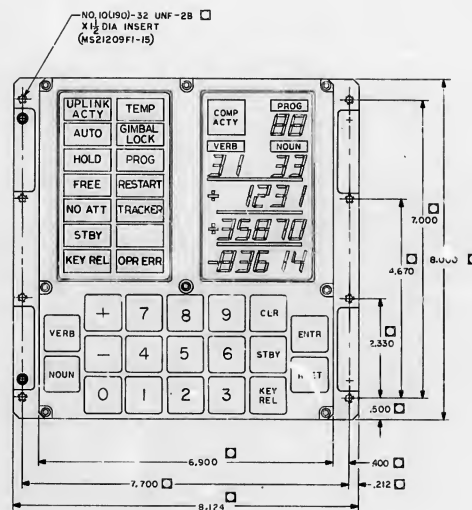 NO. 10(.190)-32 UNF-2B
X 1½ DIA INSERT
(MS21209F1-15)
UPLINK ACTY
TEMP
AUTO
GIMBAL LOCK
HOLD
PROG
FREE
RESTART
NO ATT
TRACKER
STBY
KEY REL
OPR ERR
COMP ACTY
PROG
88
VERB
NOUN
31
33
+ 1231
+35870
-83614
VERB
NOUN
+
7
8
9
CLR
-
4
5
6
STBY
0
1
2
3
KEY REL
ENTR
7.000
8.000
4.670
2.330
.500
6.900
.400
7.700
.212
8.124